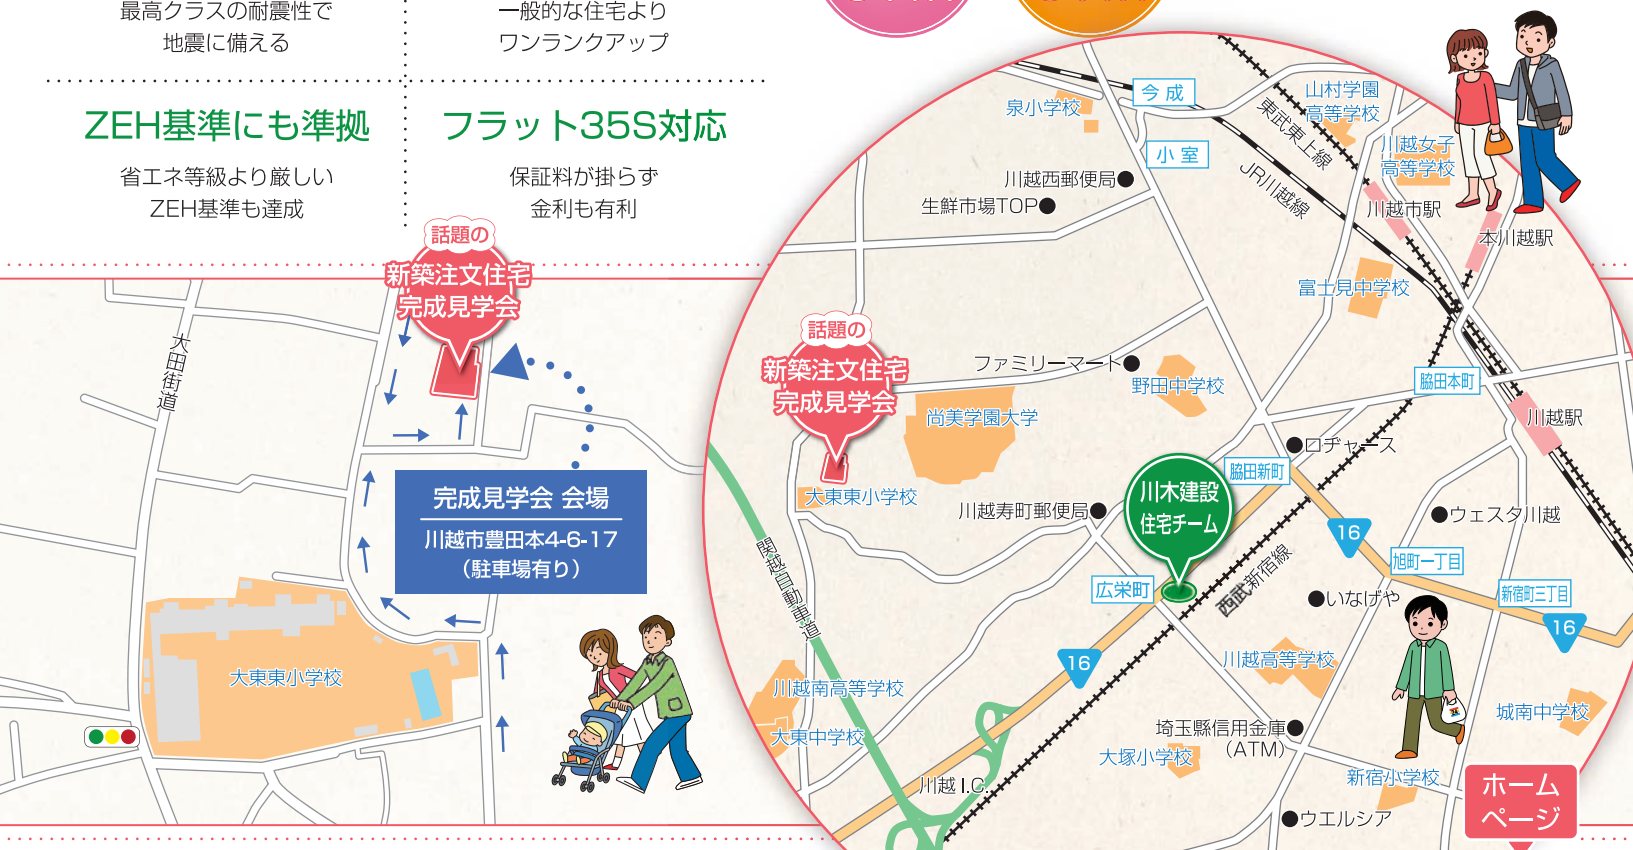 最高クラスの耐震性で
地震に備える
一般的な住宅より
ワンランクアップ
ZEH基準にも準拠
省エネ等級より厳しい
ZEH基準も達成
フラット35S対応
保証料が掛らず
金利も有利
話題の
新築注文住宅
完成見学会
大田街道
完成見学会 会場
川越市豊田本4-6-17
（駐車場有り）
大東東小学校
今成
小室
泉小学校
山村学園
高等学校
東武東上線
川越女子
高等学校
JR川越線
川越西郵便局
生鮮市場TOP
川越市駅
本川越駅
富士見中学校
話題の
新築注文住宅
完成見学会
ファミリーマート
野田中学校
脇田本町
尚美学園大学
川越駅
ロヂャース
脇田新町
大東東小学校
川越寿町郵便局
川木建設
住宅チーム
ウェスタ川越
16
関越自動車道
旭町一丁目
西武新宿線
広栄町
いなげや
新宿町三丁目
16
16
川越高等学校
川越南高等学校
大東中学校
城南中学校
埼玉縣信用金庫
（ATM）
大塚小学校
川越 I.C.
新宿小学校
ウエルシア
ホーム
ページ